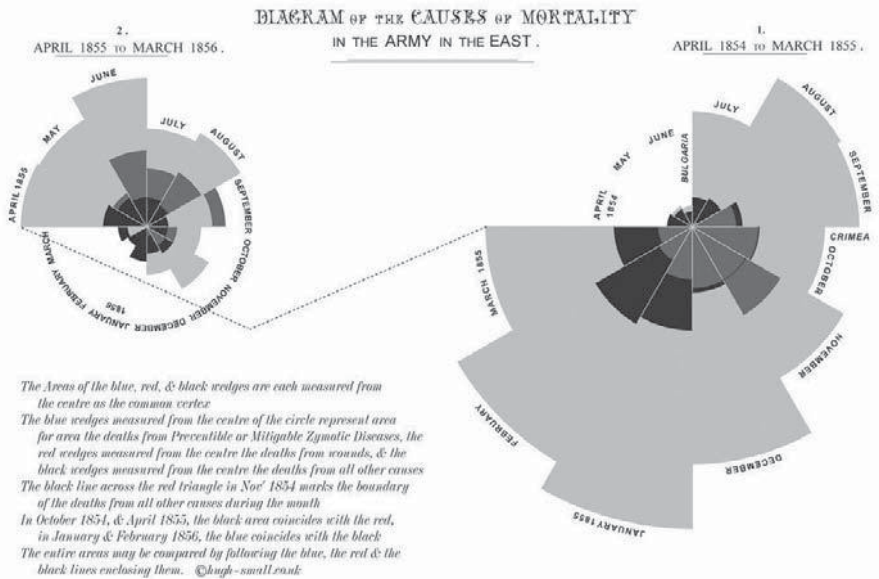 DIAGRAM OF THE CAUSES OF MORTALITY
IN THE ARMY IN THE EAST.
2.
APRIL 1855 TO MARCH 1856.
1.
APRIL 1854 TO MARCH 1855.
APRIL 1855
MAY
JUNE
JULY
AUGUST
SEPTEMBER
OCTOBER
NOVEMBER
DECEMBER
JANUARY
1856
FEBRUARY
MARCH
APRIL
1854
MAY
JUNE
BULGARIA
JULY
AUGUST
SEPTEMBER
CRIMEA
OCTOBER
NOVEMBER
DECEMBER
JANUARY 1855
FEBRUARY
MARCH 1855
The Areas of the blue, red, & black wedges are each measured from
the centre as the common vertex
The blue wedges measured from the centre of the circle represent area
for area the deaths from Preventible or Mitigable Zymotic Diseases, the
red wedges measured from the centre the deaths from wounds, & the
black wedges measured from the centre the deaths from all other causes
The black line across the red triangle in Nov' 1854 marks the boundary
of the deaths from all other causes during the month
In October 1854, & April 1855, the black area coincides with the red,
in January & February 1856, the blue coincides with the black
The entire areas may be compared by following the blue, the red & the
black lines enclosing them. ©hugh-small.co.uk